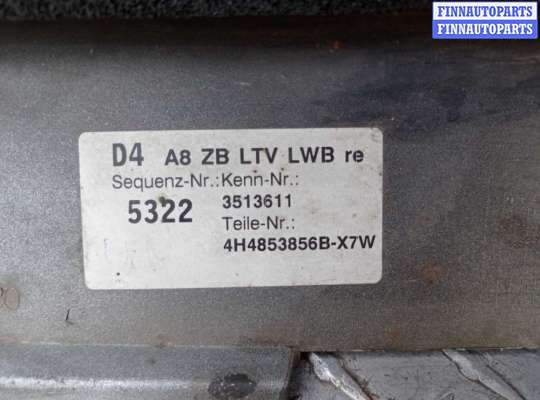 FINNAUTOPARTS
FINNAUTOPARTS
D4 A8 ZB LTV LWB re
Sequenz-Nr.: Kenn-Nr.:
5322 3513611
Teile-Nr.:
4H4853856B-X7W